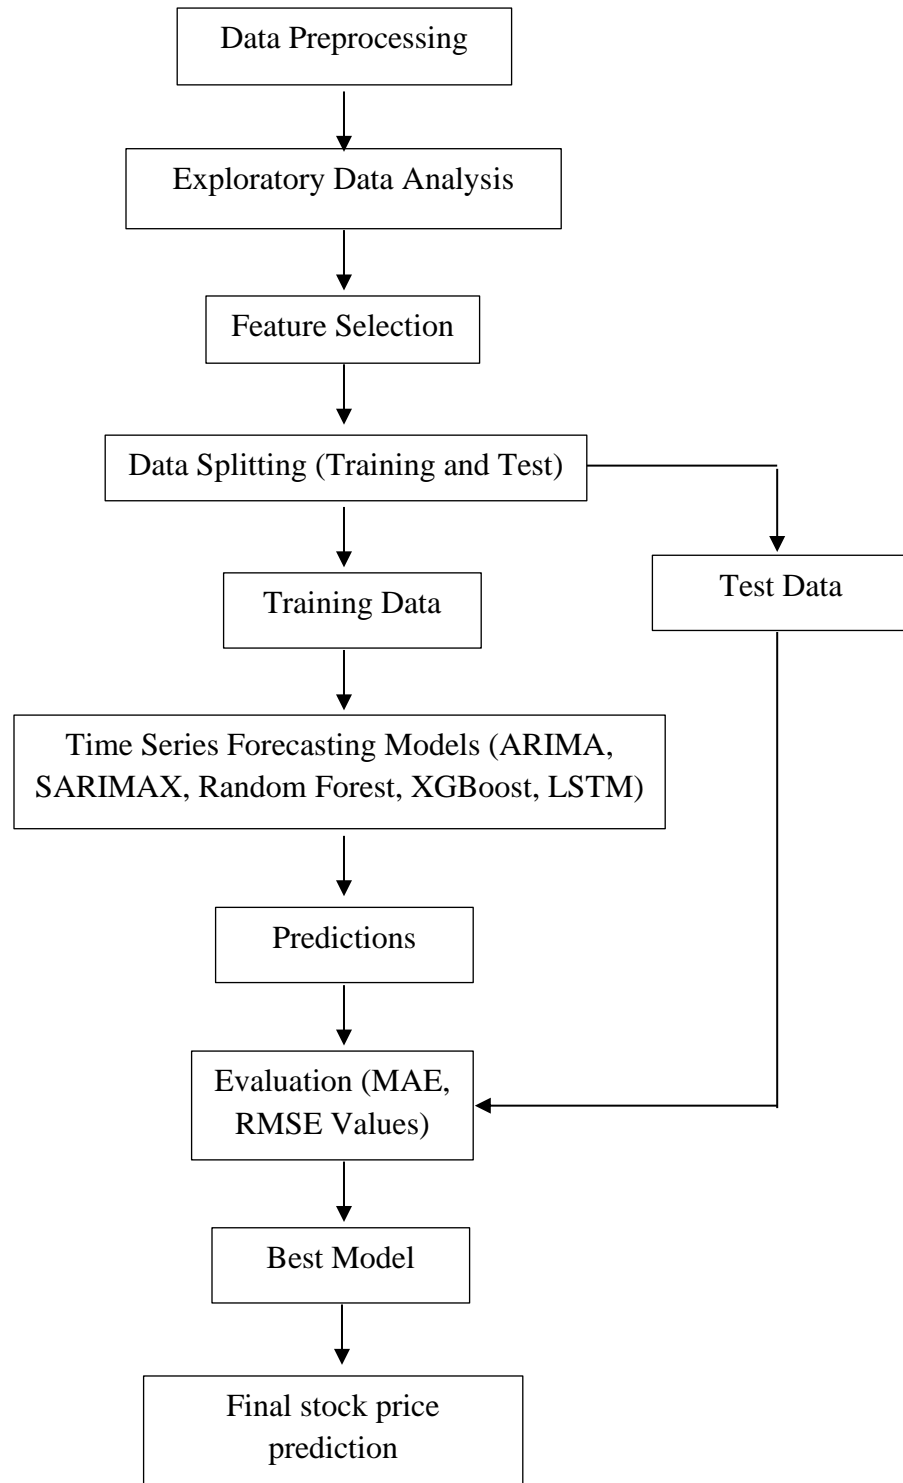 Data Preprocessing
Exploratory Data Analysis
Feature Selection
Data Splitting (Training and Test)
Test Data
Training Data
Time Series Forecasting Models (ARIMA,
SARIMAX, Random Forest, XGBoost, LSTM)
Predictions
Evaluation (MAE,
RMSE Values)
Best Model
Final stock price
prediction